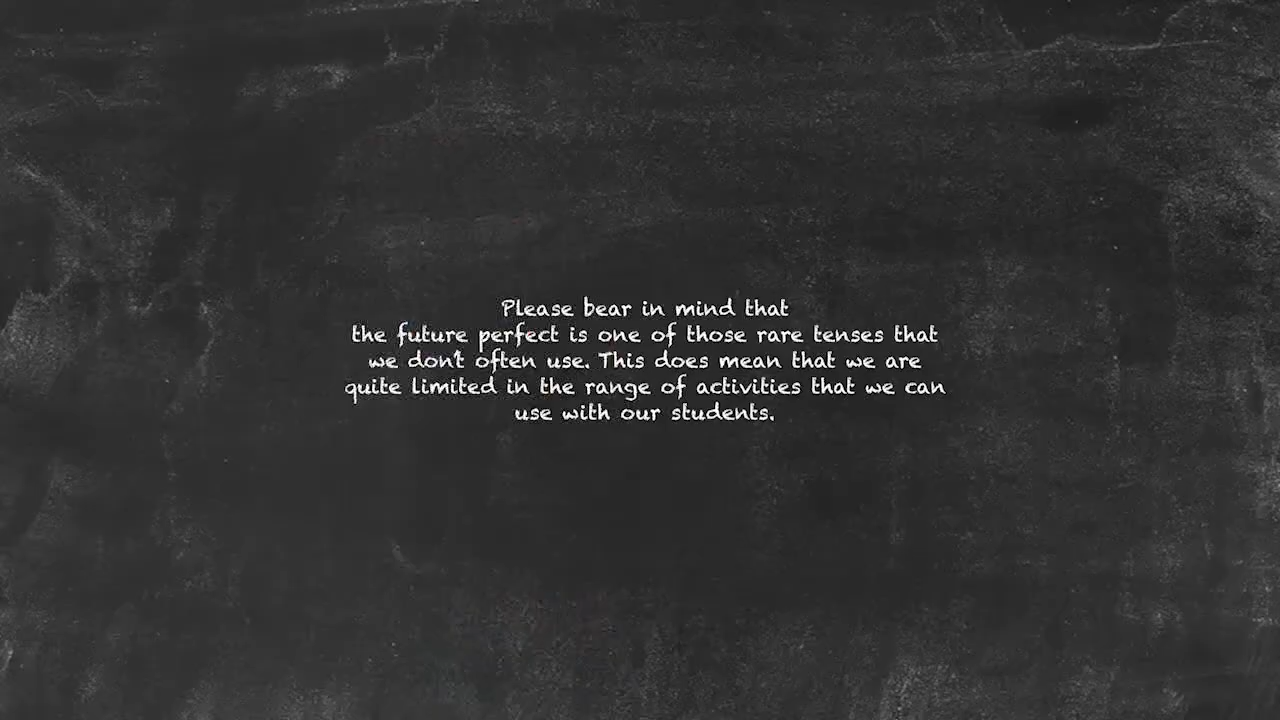 Please bear in mind that
the future perfect is one of those rare tenses that
we don't often use. This does mean that we are
quite limited in the range of activities that we can
use with our students.